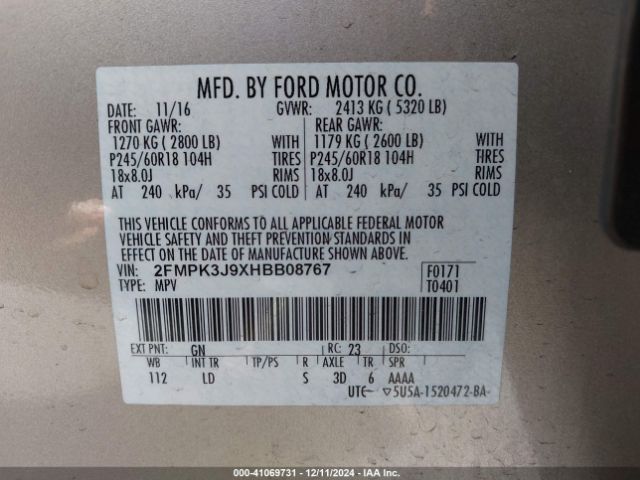 MFD. BY FORD MOTOR CO.
DATE: 11/16 GVWR: 2413 KG ( 5320 LB)
FRONT GAWR: REAR GAWR:
1270 KG ( 2800 LB) WITH 1179 KG ( 2600 LB) WITH
P245/60R18 104H TIRES P245/60R18 104H TIRES
18x8.0J RIMS 18x8.0J RIMS
AT 240 kPa/ 35 PSI COLD AT 240 kPa/ 35 PSI COLD
THIS VEHICLE CONFORMS TO ALL APPLICABLE FEDERAL MOTOR
VEHICLE SAFETY AND THEFT PREVENTION STANDARDS IN
EFFECT ON THE DATE OF MANUFACTURE SHOWN ABOVE.
VIN: 2FMPK3J9XHBB08767 F0171
TYPE: MPV T0401
EXT PNT: GN RC: 23 DSO:
WB INT TR TP/PS R AXLE TR SPR
112 LD S 3D 6 AAAA
UTC ▽5U5A-1520472-BA
000-41069731 - 12/11/2024 - IAA Inc.